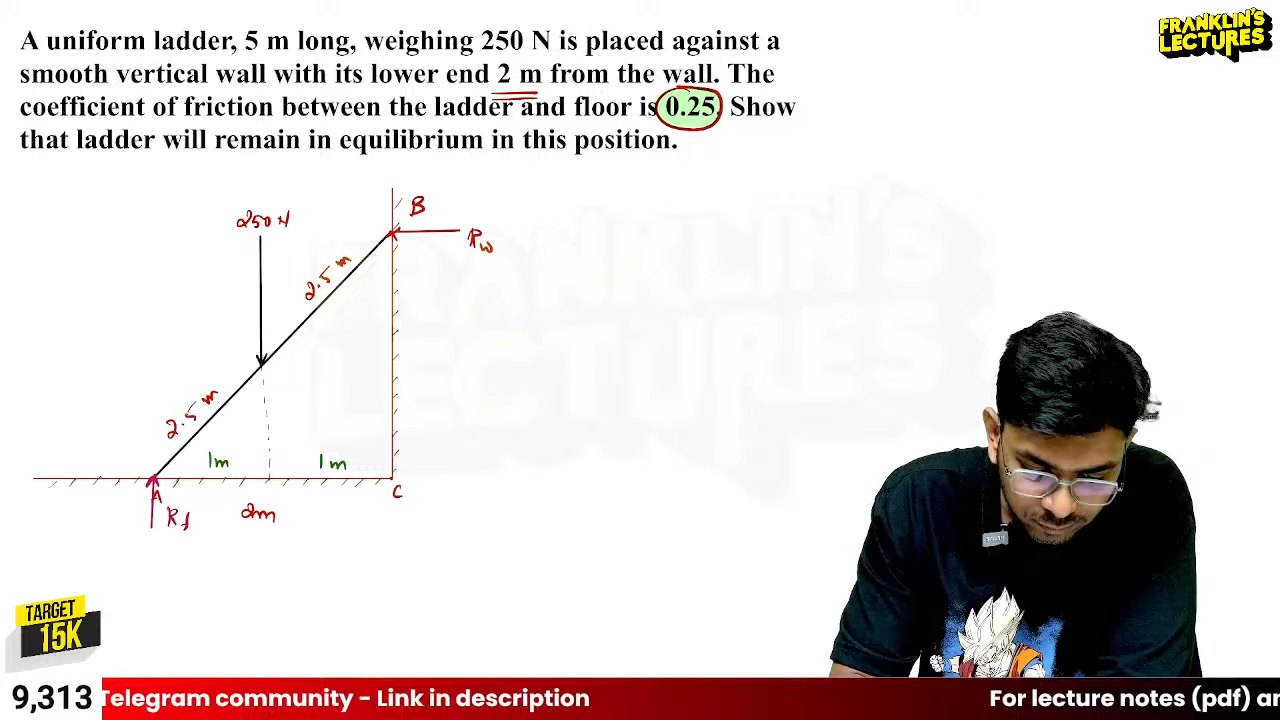 A uniform ladder, 5 m long, weighing 250 N is placed against a
smooth vertical wall with its lower end 2 m from the wall. The
coefficient of friction between the ladder and floor is 0.25. Show
that ladder will remain in equilibrium in this position.
FRANKLIN'S
LECTURES
250 N
B
Rw
2.5 m
2.5 m
1m
1m
A
C
Rf
2m
FRANKLIN'S
LECTURES
TARGET
15K
9,313
Telegram community - Link in description
For lecture notes (pdf) an